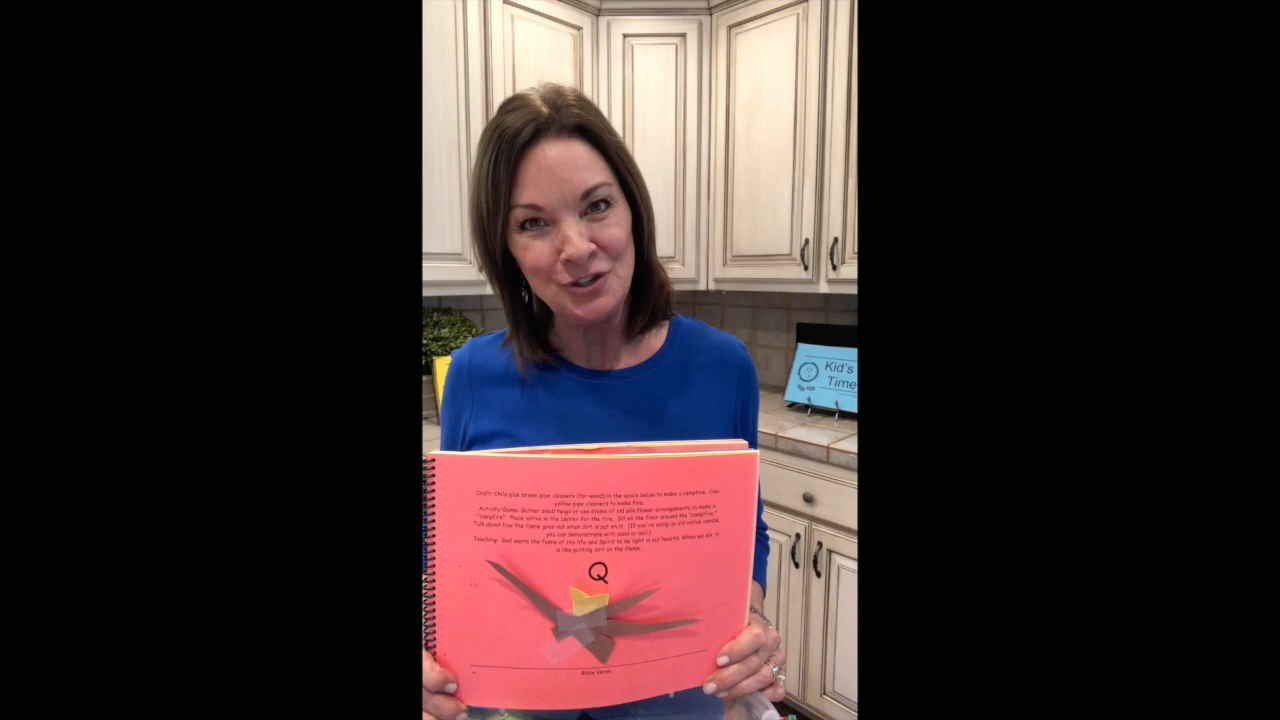 Kid's
Time
Craft: Child glue brown pipe cleaners (for wood) in the space below to make a campfire. Use
yellow pipe cleaners to make fire.
Activity/Game: Gather small twigs or use stems of old silk flower arrangements to make a
"campfire". Place votive in the center for the fire. Sit on the floor around the "campfire."
Talk about how the flame goes out when dirt is put on it. (If you're using an old votive candle,
you can demonstrate with sand or soil.)
Teaching: God wants the flame of His life and Spirit to be light in our hearts. When we sin, it
is like putting dirt on the flame.
Q
Bible Verse